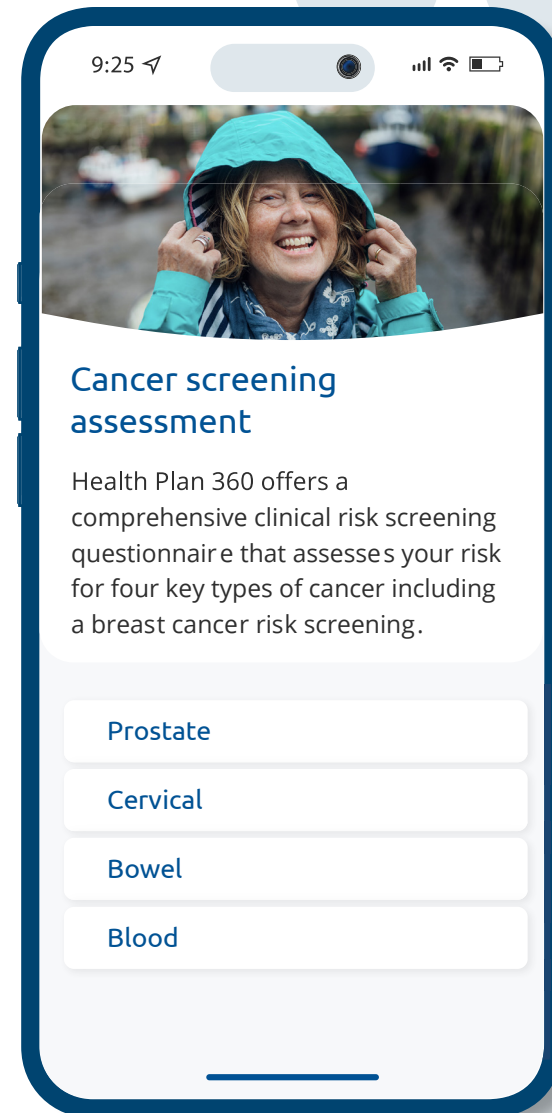 9:25
Cancer screening
assessment
Health Plan 360 offers a
comprehensive clinical risk screening
questionnaire that assesses your risk
for four key types of cancer including
a breast cancer risk screening.
Prostate
Cervical
Bowel
Blood